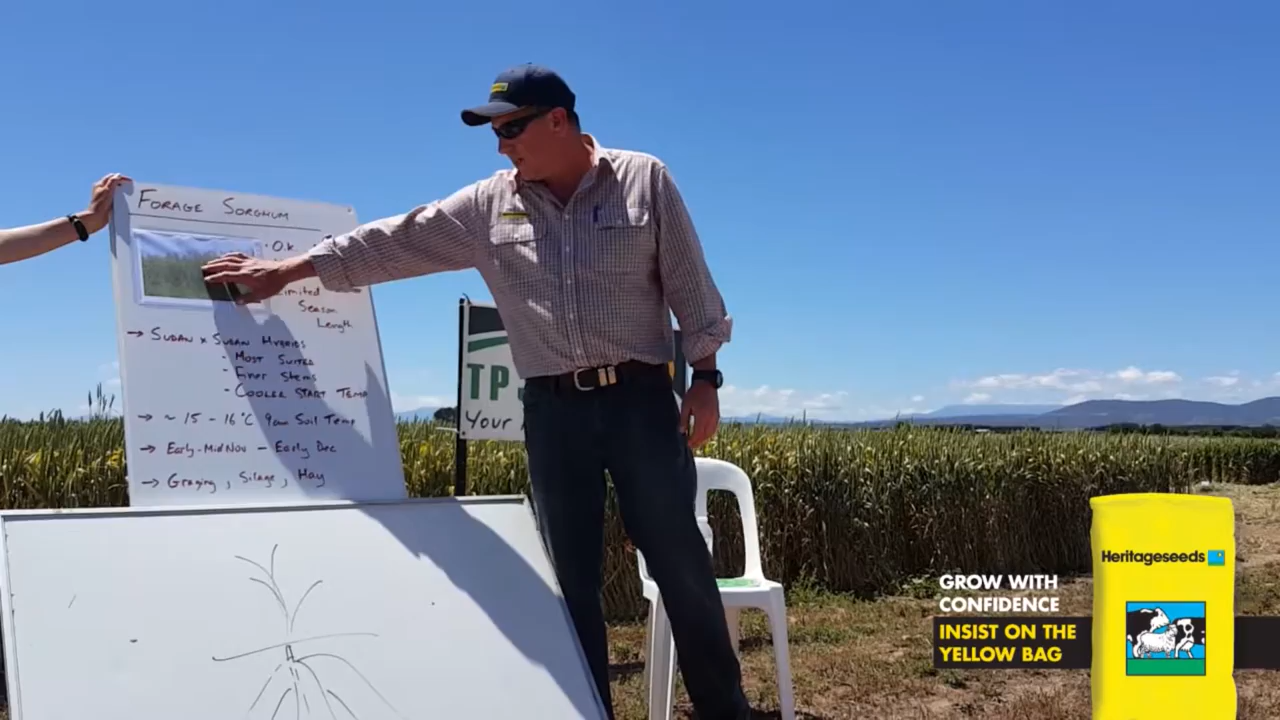 FORAGE SORGHUM
• O.K.
Limited
Season
Length
→ SUDAN x SUDAN HYBRIDS
- MOST SUITED
- FINER STEMS
- COOLER START TEMP
→ ~ 15 - 16°C 9am Soil Temp
→ Early-Mid Nov - Early Dec
→ Grazing, Silage, Hay
TP
Your
Heritageseeds
GROW WITH
CONFIDENCE
INSIST ON THE
YELLOW BAG